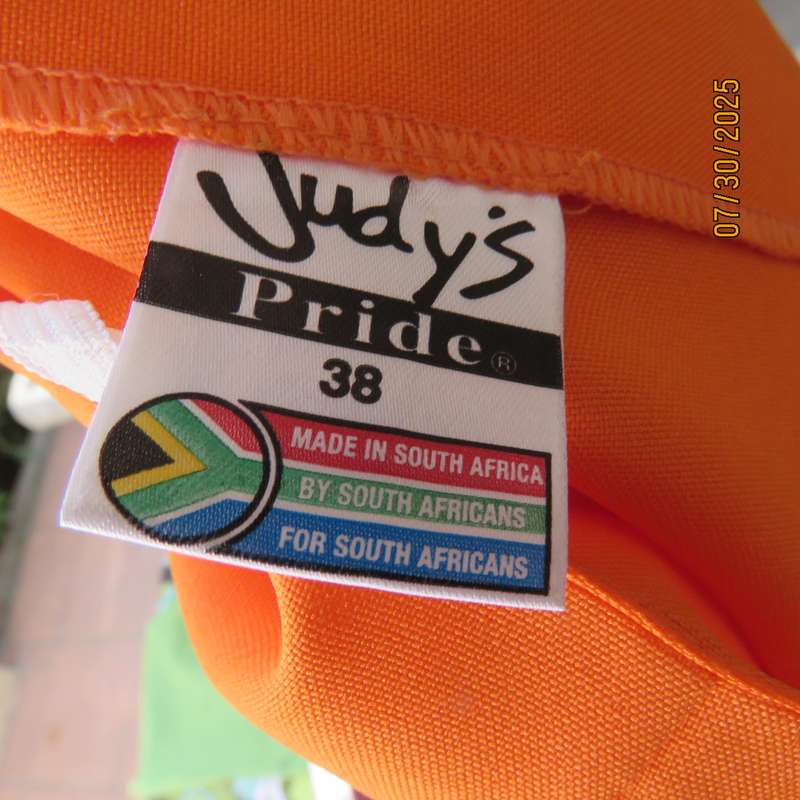 Judy's
Pride®
38
MADE IN SOUTH AFRICA
BY SOUTH AFRICANS
FOR SOUTH AFRICANS
07/30/2025